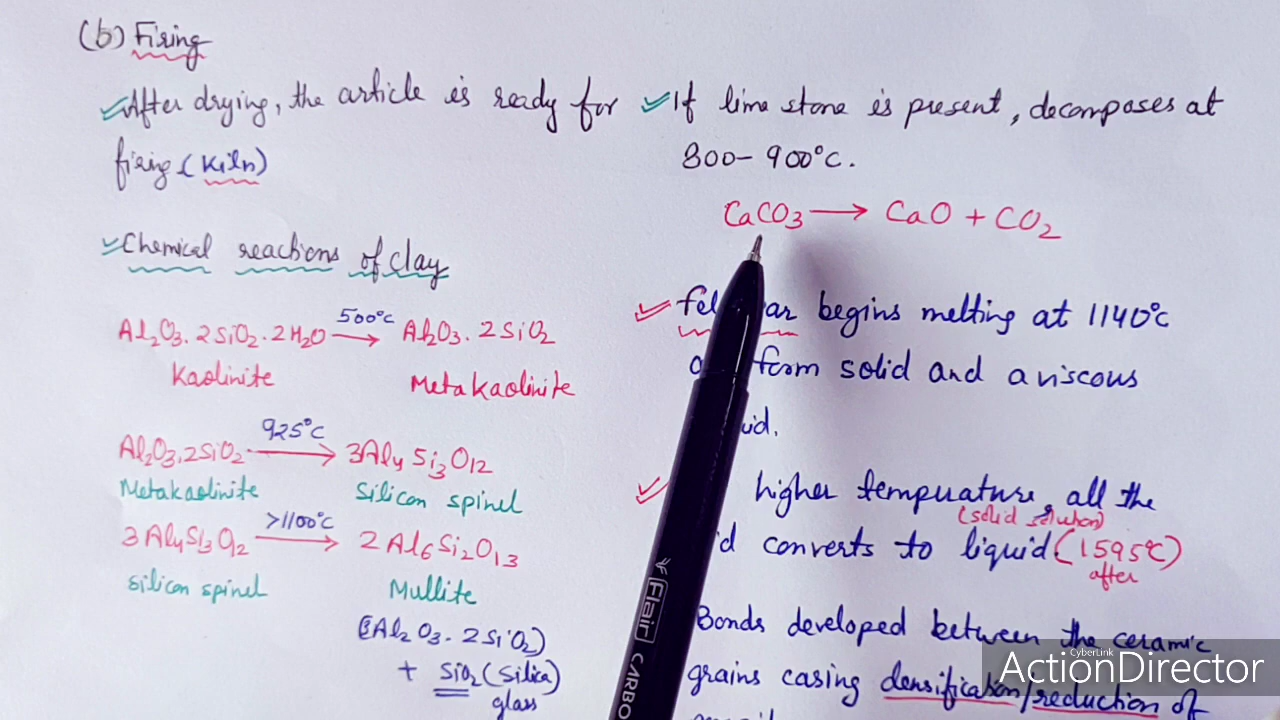 (b) Firing
After drying, the article is ready for
firing (Kiln)
Chemical reactions of clay
Al2O3. 2SiO2. 2H2O 500°C → Al2O3. 2SiO2
Kaolinite Metakaolinite
Al2O3.2SiO2 925°C → 3Al4 Si3O12
Metakaolinite Silicon spinel
3Al4Si3O12 >1100°C → 2Al6Si2O13
Silicon spinel Mullite
(3Al2O3. 2SiO2)
+ SiO2 (Silica)
glass
If lime stone is present, decomposes at
800- 900°C.
CaCO3 → CaO + CO2
begins melting at 1140°C
form solid and a viscous
higher temperature, all the
(solid solution)
converts to liquid (1595°C)
after
Bonds developed between the ceramic
grains casing densification/reduction of
Flair
CARBO
CyberLink
ActionDirector